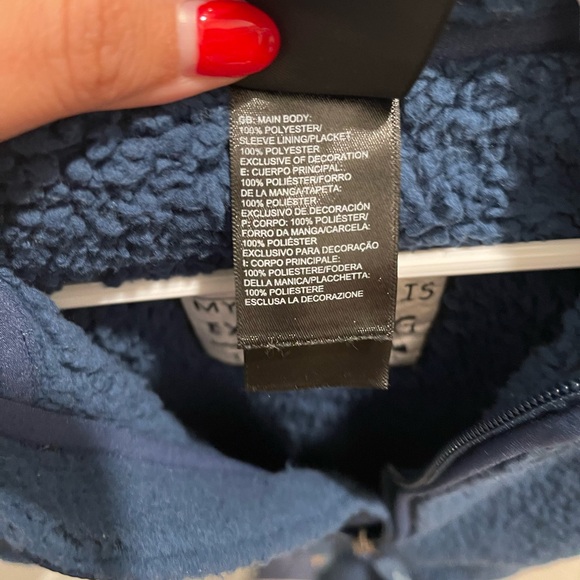 GB: MAIN BODY:
100% POLYESTER/
SLEEVE LINING/PLACKET
100% POLYESTER
EXCLUSIVE OF DECORATION
E: CUERPO PRINCIPAL:
100% POLIÉSTER/FORRO
DE LA MANGA/TAPETA:
100% POLIÉSTER
EXCLUSIVO DE DECORACIÓN
P: CORPO: 100% POLIÉSTER/
FORRO DA MANGA/CARCELA:
100% POLIÉSTER
EXCLUSIVO PARA DECORAÇÃO
I: CORPO PRINCIPALE:
100% POLIESTERE/FODERA
DELLA MANICA/PLACCHETTA:
100% POLIESTERE
ESCLUSA LA DECORAZIONE
MY IS